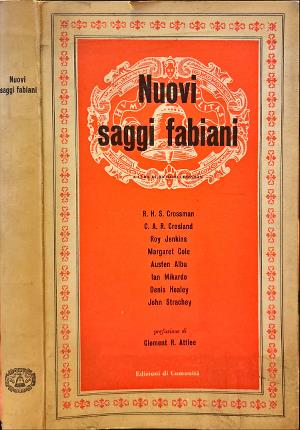 Nuovi
saggi fabiani
Nuovi
saggi fabiani
R. H. S. Crossman
C. A. R. Crosland
Roy Jenkins
Margaret Cole
Austen Albu
Ian Mikardo
Denis Healey
John Strachey
prefazione di
Clement R. Attlee
Edizioni di Comunità